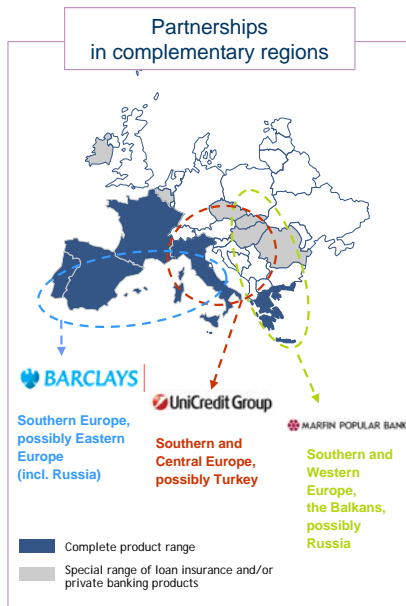 Partnerships
in complementary regions
BARCLAYS
UniCredit Group
MARFIN POPULAR BANK
Southern Europe,
possibly Eastern
Europe
(incl. Russia)
Southern and
Central Europe,
possibly Turkey
Southern and
Western
Europe,
the Balkans,
possibly
Russia
Complete product range
Special range of loan insurance and/or
private banking products